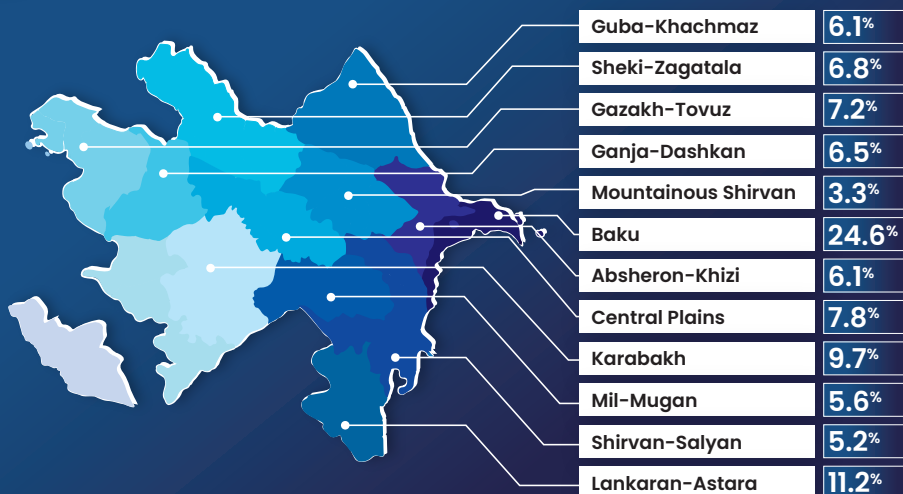 Guba-Khachmaz 6.1%
Sheki-Zagatala 6.8%
Gazakh-Tovuz 7.2%
Ganja-Dashkan 6.5%
Mountainous Shirvan 3.3%
Baku 24.6%
Absheron-Khizi 6.1%
Central Plains 7.8%
Karabakh 9.7%
Mil-Mugan 5.6%
Shirvan-Salyan 5.2%
Lankaran-Astara 11.2%